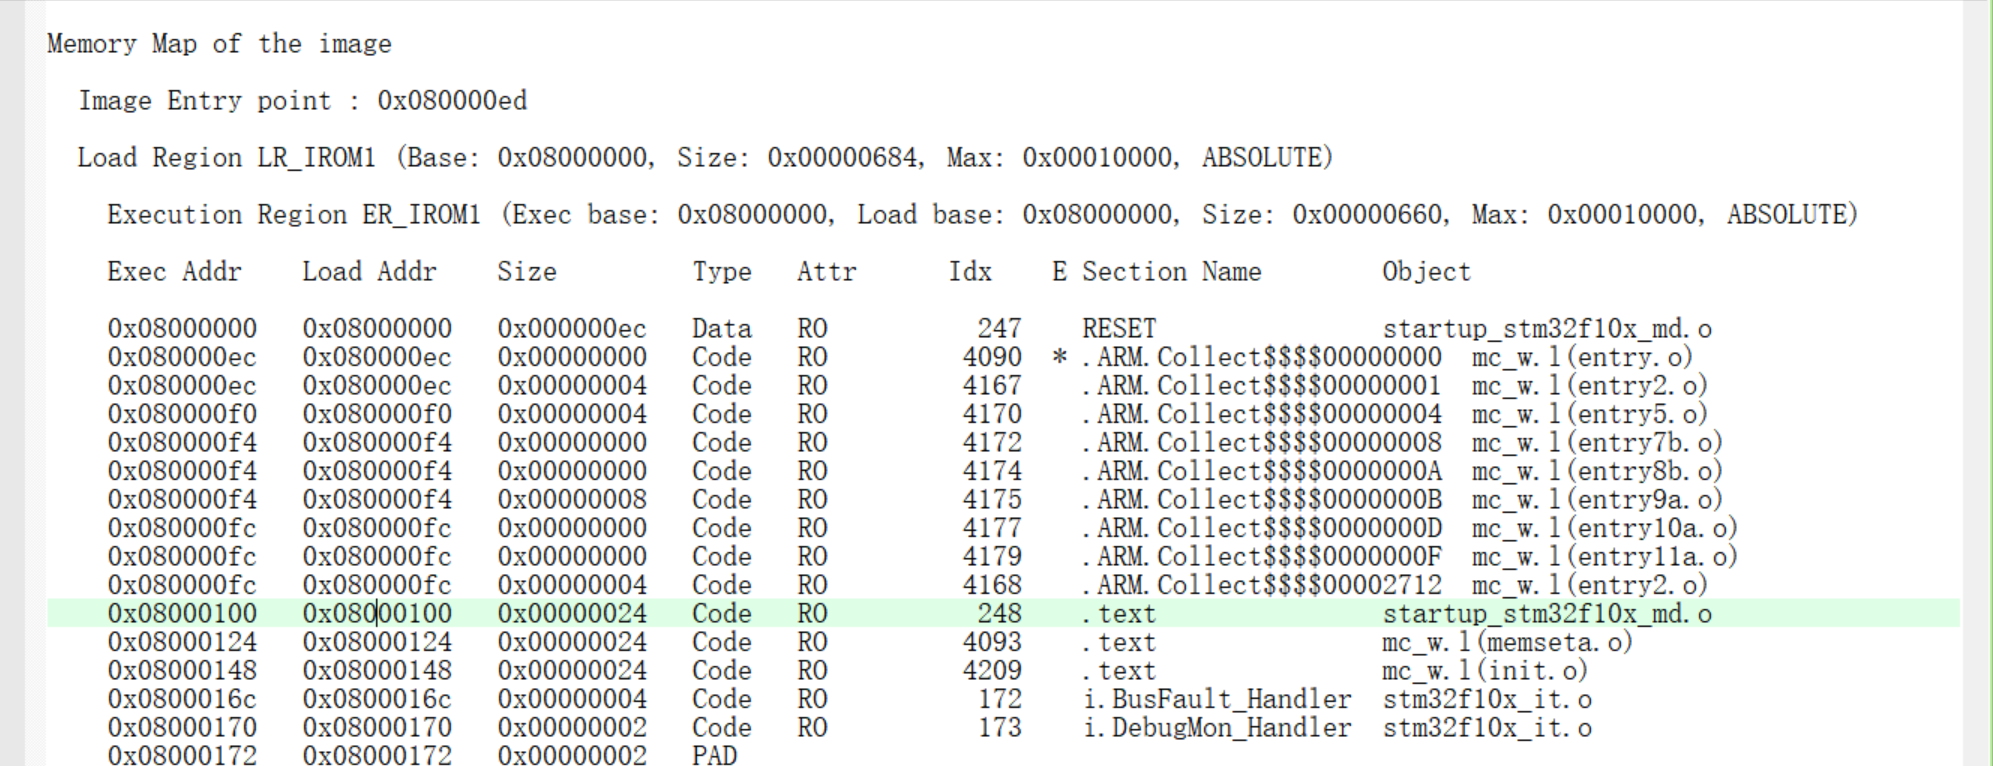 Memory Map of the image
Image Entry point : 0x080000ed
Load Region LR_IROM1 (Base: 0x08000000, Size: 0x00000684, Max: 0x00010000, ABSOLUTE)
Execution Region ER_IROM1 (Exec base: 0x08000000, Load base: 0x08000000, Size: 0x00000660, Max: 0x00010000, ABSOLUTE)
Exec Addr Load Addr Size Type Attr Idx E Section Name Object
0x08000000 0x08000000 0x000000ec Data RO 247 RESET startup_stm32f10x_md.o
0x080000ec 0x080000ec 0x00000000 Code RO 4090 * .ARM.Collect$$$$00000000 mc_w.l(entry.o)
0x080000ec 0x080000ec 0x00000004 Code RO 4167 .ARM.Collect$$$$00000001 mc_w.l(entry2.o)
0x080000f0 0x080000f0 0x00000004 Code RO 4170 .ARM.Collect$$$$00000004 mc_w.l(entry5.o)
0x080000f4 0x080000f4 0x00000000 Code RO 4172 .ARM.Collect$$$$00000008 mc_w.l(entry7b.o)
0x080000f4 0x080000f4 0x00000000 Code RO 4174 .ARM.Collect$$$$0000000A mc_w.l(entry8b.o)
0x080000f4 0x080000f4 0x00000008 Code RO 4175 .ARM.Collect$$$$0000000B mc_w.l(entry9a.o)
0x080000fc 0x080000fc 0x00000000 Code RO 4177 .ARM.Collect$$$$0000000D mc_w.l(entry10a.o)
0x080000fc 0x080000fc 0x00000000 Code RO 4179 .ARM.Collect$$$$0000000F mc_w.l(entry11a.o)
0x080000fc 0x080000fc 0x00000004 Code RO 4168 .ARM.Collect$$$$00002712 mc_w.l(entry2.o)
0x08000100 0x08000100 0x00000024 Code RO 248 .text startup_stm32f10x_md.o
0x08000124 0x08000124 0x00000024 Code RO 4093 .text mc_w.l(memseta.o)
0x08000148 0x08000148 0x00000024 Code RO 4209 .text mc_w.l(init.o)
0x0800016c 0x0800016c 0x00000004 Code RO 172 i.BusFault_Handler stm32f10x_it.o
0x08000170 0x08000170 0x00000002 Code RO 173 i.DebugMon_Handler stm32f10x_it.o
0x08000172 0x08000172 0x00000002 PAD